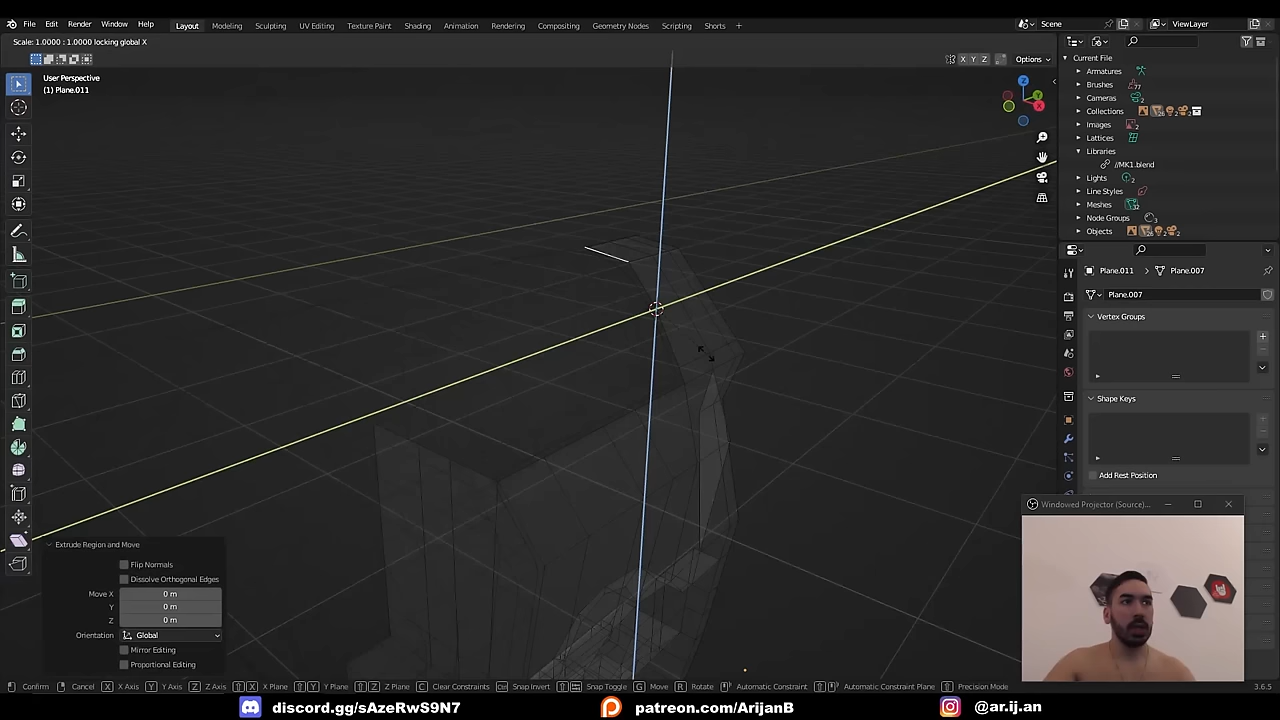 File Edit Render Window Help Layout Modeling Sculpting UV Editing Texture Paint Shading Animation Rendering Compositing Geometry Nodes Scripting Shorts + Scene ViewLayer
Scale: 1.0000 : 1.0000 locking global X
X Y Z Options
User Perspective
(1) Plane.011
Current File
Armatures
Brushes
Cameras
Collections
Images
Lattices
Libraries
//MK1.blend
Lights
Line Styles
Meshes
Node Groups
Objects
Plane.011 > Plane.007
Plane.007
Vertex Groups
Shape Keys
Add Rest Position
Windowed Projector (Source)...
Extrude Region and Move
Flip Normals
Dissolve Orthogonal Edges
Move X 0 m
Y 0 m
Z 0 m
Orientation Global
Mirror Editing
Proportional Editing
Confirm Cancel X X Axis Y Y Axis Z Z Axis X X Plane Y Y Plane Z Z Plane C Clear Constraints Snap Invert Snap Toggle G Move R Rotate Automatic Constraint Automatic Constraint Plane Precision Mode 3.6.5
discord.gg/sAzeRwS9N7 patreon.com/ArijanB @ar.ij.an